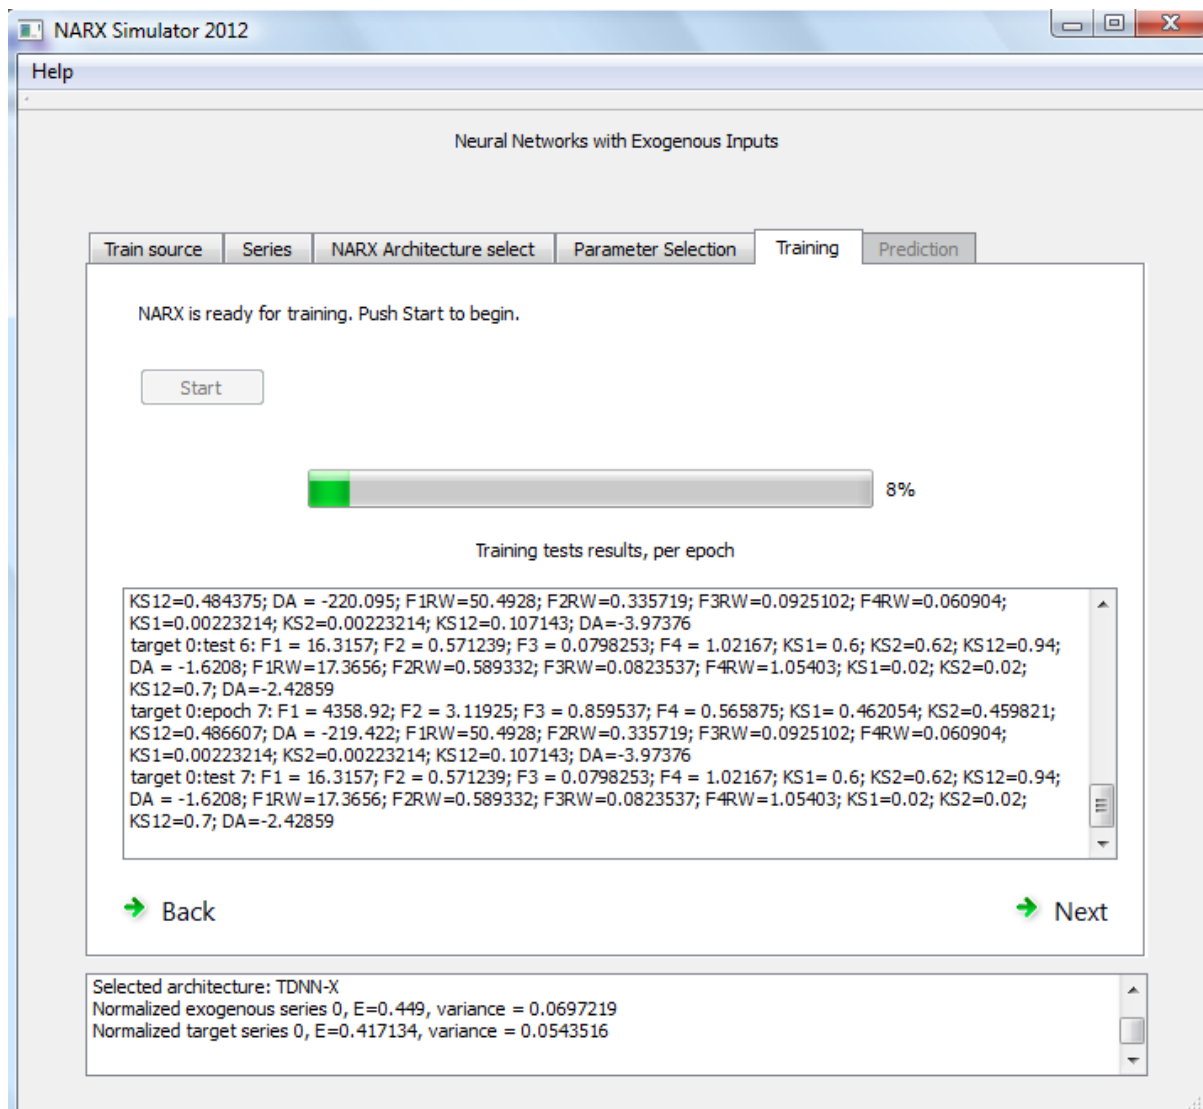 NARX Simulator 2012
Help
Neural Networks with Exogenous Inputs
Train source
Series
NARX Architecture select
Parameter Selection
Training
Prediction
NARX is ready for training. Push Start to begin.
Start
8%
Training tests results, per epoch
KS12=0.484375; DA = -220.095; F1RW=50.4928; F2RW=0.335719; F3RW=0.0925102; F4RW=0.060904;
KS1=0.00223214; KS2=0.00223214; KS12=0.107143; DA=-3.97376
target 0:test 6: F1 = 16.3157; F2 = 0.571239; F3 = 0.0798253; F4 = 1.02167; KS1= 0.6; KS2=0.62; KS12=0.94;
DA = -1.6208; F1RW=17.3656; F2RW=0.589332; F3RW=0.0823537; F4RW=1.05403; KS1=0.02; KS2=0.02;
KS12=0.7; DA=-2.42859
target 0:epoch 7: F1 = 4358.92; F2 = 3.11925; F3 = 0.859537; F4 = 0.565875; KS1= 0.462054; KS2=0.459821;
KS12=0.486607; DA = -219.422; F1RW=50.4928; F2RW=0.335719; F3RW=0.0925102; F4RW=0.060904;
KS1=0.00223214; KS2=0.00223214; KS12=0.107143; DA=-3.97376
target 0:test 7: F1 = 16.3157; F2 = 0.571239; F3 = 0.0798253; F4 = 1.02167; KS1= 0.6; KS2=0.62; KS12=0.94;
DA = -1.6208; F1RW=17.3656; F2RW=0.589332; F3RW=0.0823537; F4RW=1.05403; KS1=0.02; KS2=0.02;
KS12=0.7; DA=-2.42859
Back
Next
Selected architecture: TDNN-X
Normalized exogenous series 0, E=0.449, variance = 0.0697219
Normalized target series 0, E=0.417134, variance = 0.0543516